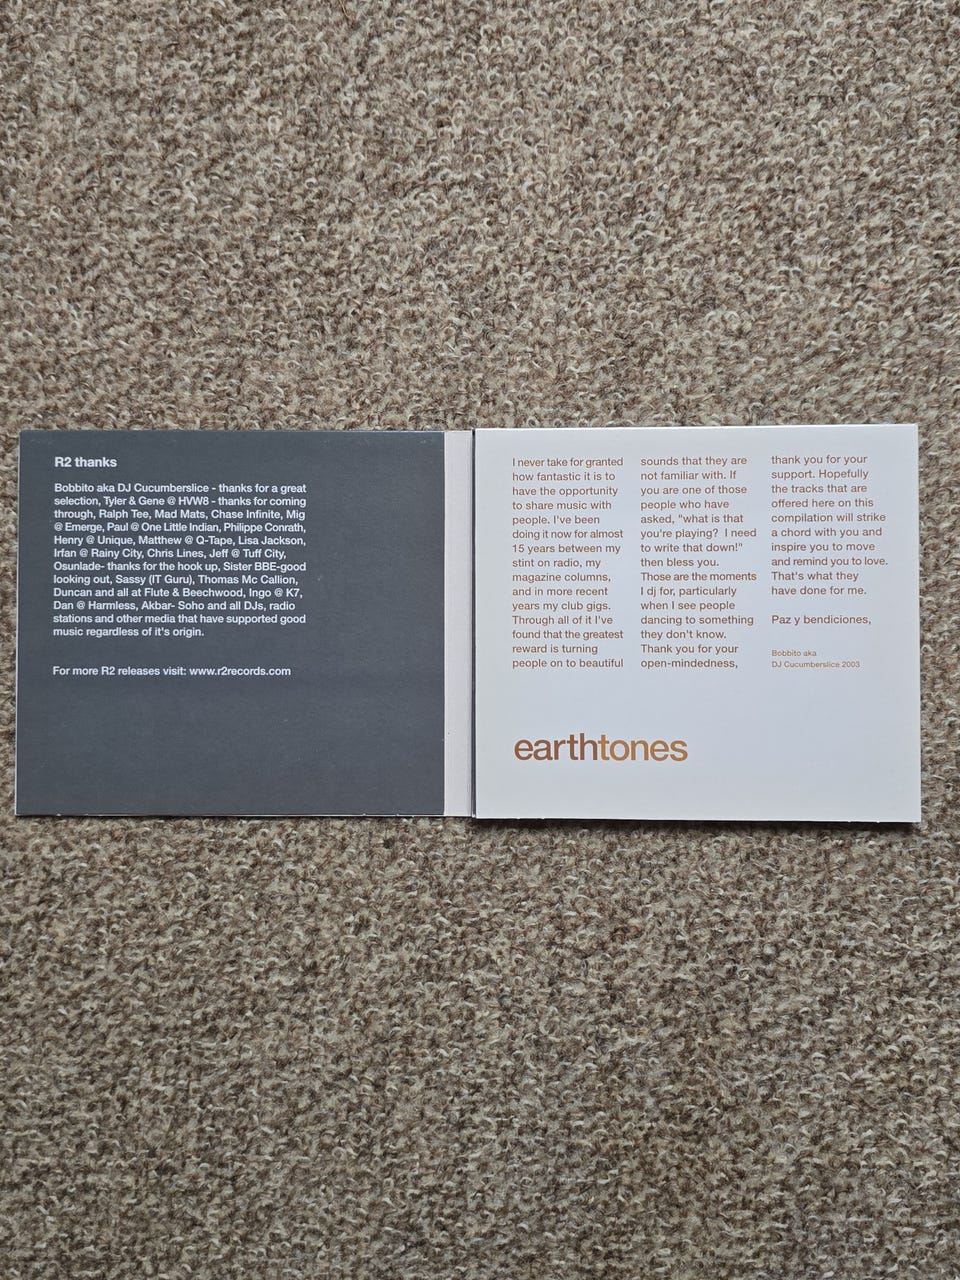 R2 thanks
Bobbito aka DJ Cucumberslice - thanks for a great
selection, Tyler & Gene @ HVW8 - thanks for coming
through, Ralph Tee, Mad Mats, Chase Infinite, Mig
@ Emerge, Paul @ One Little Indian, Philippe Conrath,
Henry @ Unique, Matthew @ Q-Tape, Lisa Jackson,
Irfan @ Rainy City, Chris Lines, Jeff @ Tuff City,
Osunlade- thanks for the hook up, Sister BBE-good
looking out, Sassy (IT Guru), Thomas Mc Callion,
Duncan and all at Flute & Beechwood, Ingo @ K7,
Dan @ Harmless, Akbar- Soho and all DJs, radio
stations and other media that have supported good
music regardless of it's origin.
For more R2 releases visit: www.r2records.com
I never take for granted
how fantastic it is to
have the opportunity
to share music with
people. I've been
doing it now for almost
15 years between my
stint on radio, my
magazine columns,
and in more recent
years my club gigs.
Through all of it I've
found that the greatest
reward is turning
people on to beautiful
sounds that they are
not familiar with. If
you are one of those
people who have
asked, "what is that
you're playing? I need
to write that down!"
then bless you.
Those are the moments
I dj for, particularly
when I see people
dancing to something
they don't know.
Thank you for your
open-mindedness,
thank you for your
support. Hopefully
the tracks that are
offered here on this
compilation will strike
a chord with you and
inspire you to move
and remind you to love.
That's what they
have done for me.
Paz y bendiciones,
Bobbito aka
DJ Cucumberslice 2003
earthtones